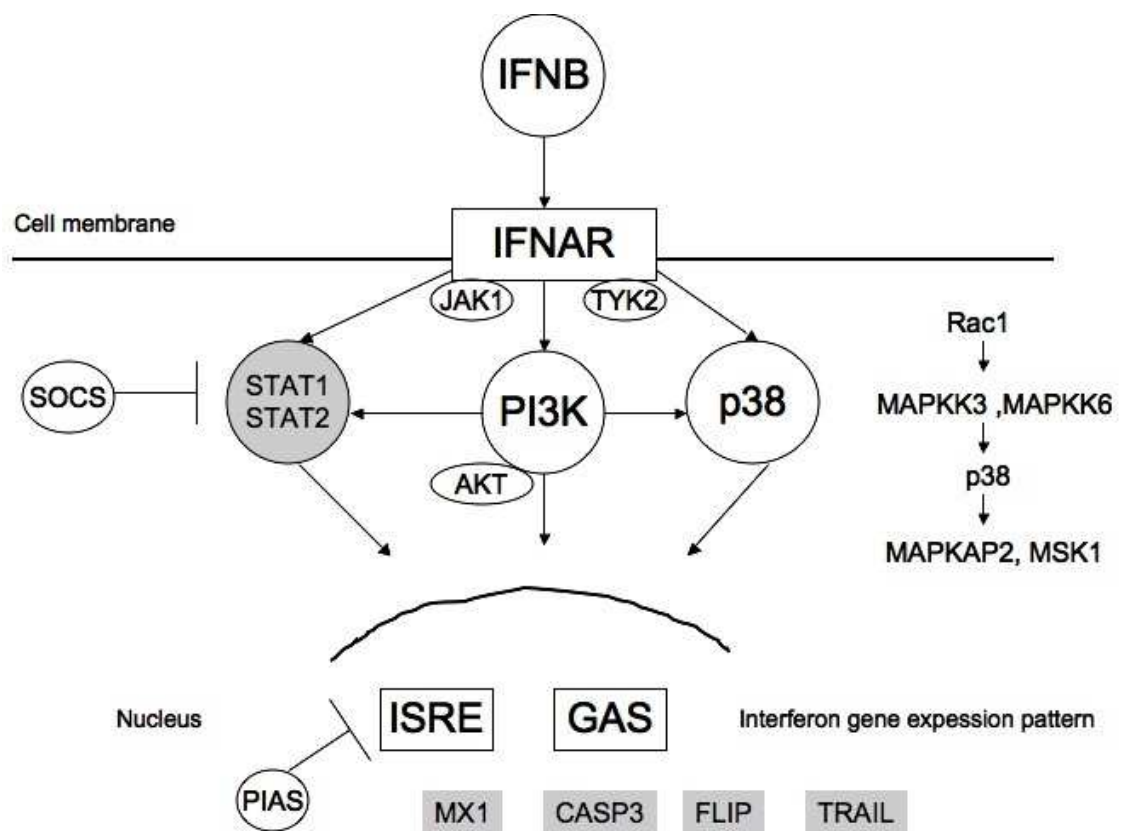 IFNB
Cell membrane
IFNAR
JAK1
TYK2
Rac1
SOCS
STAT1
STAT2
PI3K
p38
MAPKK3 ,MAPKK6
AKT
p38
MAPKAP2, MSK1
Nucleus
ISRE
GAS
Interferon gene expession pattern
PIAS
MX1
CASP3
FLIP
TRAIL